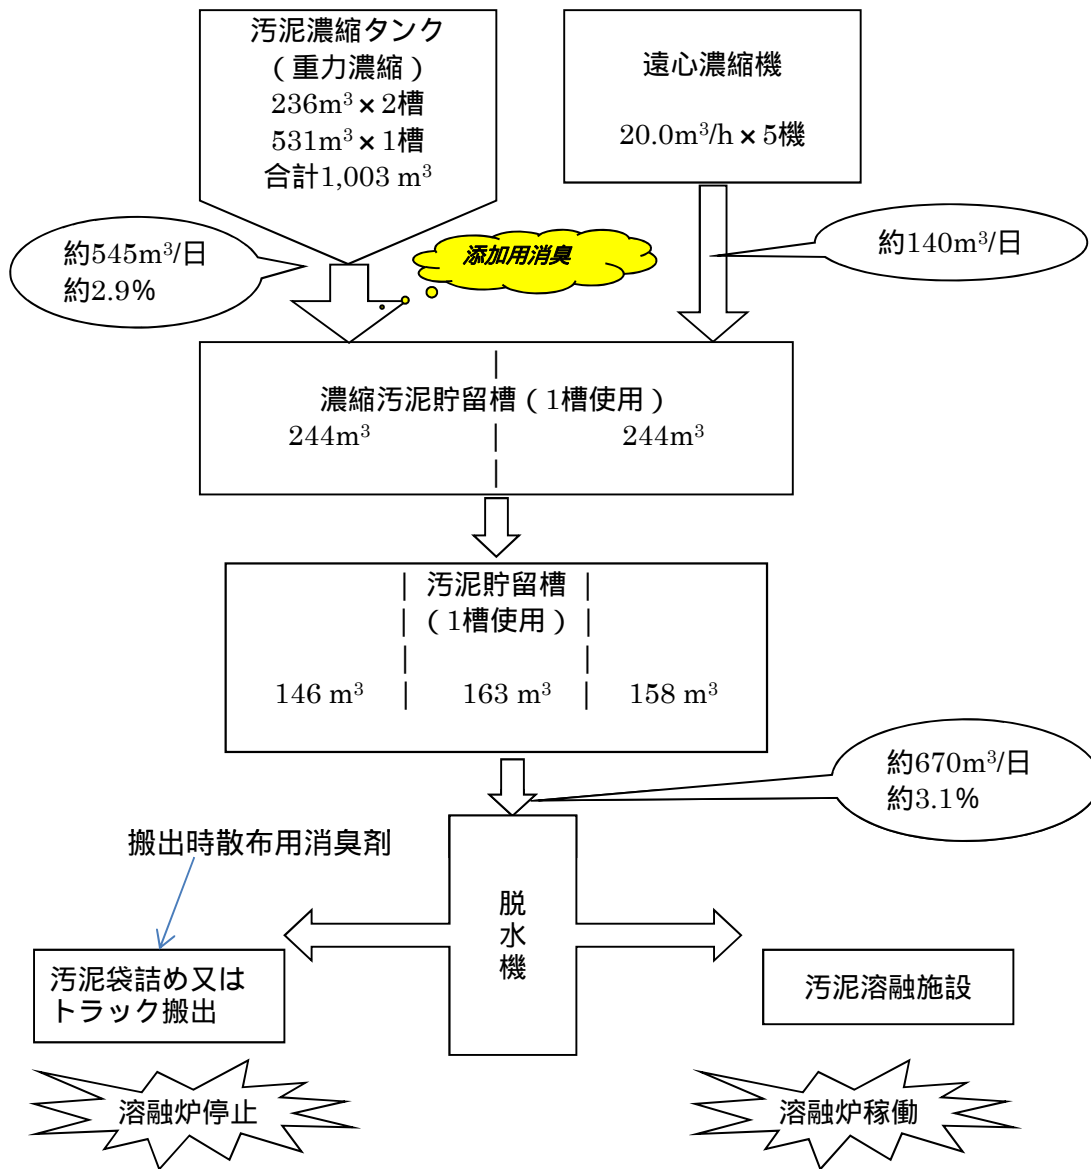 汚泥濃縮タンク
（重力濃縮）
236m³×2槽
531m³×1槽
合計1,003 m³
遠心濃縮機
20.0m³/h×5機
約545m³/日
約2.9%
添加用消臭
約140m³/日
濃縮汚泥貯留槽（1槽使用）
244m³ 244m³
汚泥貯留槽
（1槽使用）
146 m³ 163 m³ 158 m³
約670m³/日
約3.1%
搬出時散布用消臭剤
脱
水
機
汚泥袋詰め又は
トラック搬出
汚泥溶融施設
溶融炉停止
溶融炉稼働